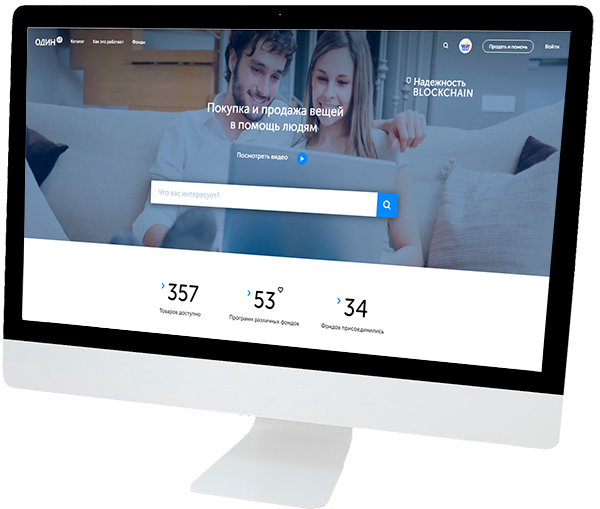 ОДИН
Каталог
Как это работает
Фонды
Продать и помочь
Войти
Надежность
BLOCKCHAIN
Покупка и продажа вещей
в помощь людям
Посмотреть видео
Что вас интересует?
357
Товаров доступно
53
Программ различных фондов
34
Фондов присоединились